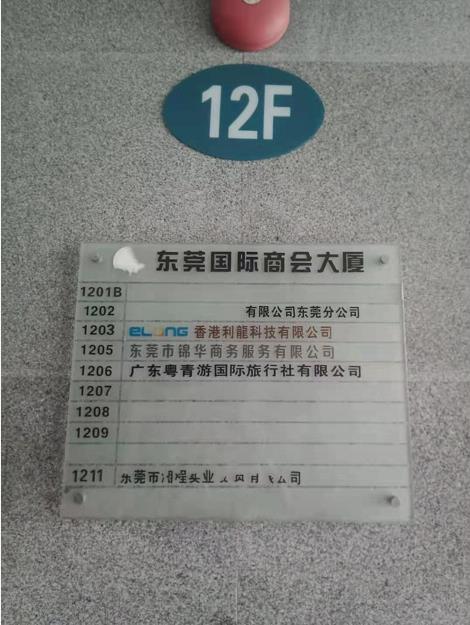 12F
东莞国际商会大厦
1201B
1202 有限公司东莞分公司
1203 ELONG 香港利龍科技有限公司
1205 东莞市锦华商务服务有限公司
1206 广东粤青游国际旅行社有限公司
1207
1208
1209
1211 东莞市 业 公司